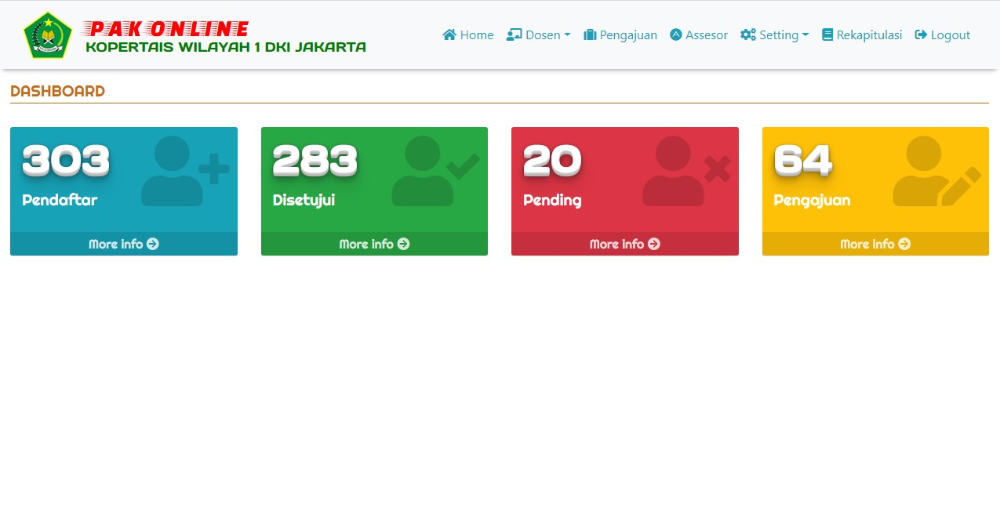 PAK ONLINE
KOPERTAIS WILAYAH 1 DKI JAKARTA
Home Dosen Pengajuan Assesor Setting Rekapitulasi Logout
DASHBOARD
303
Pendaftar
More info
283
Disetujui
More info
20
Pending
More info
64
Pengajuan
More info